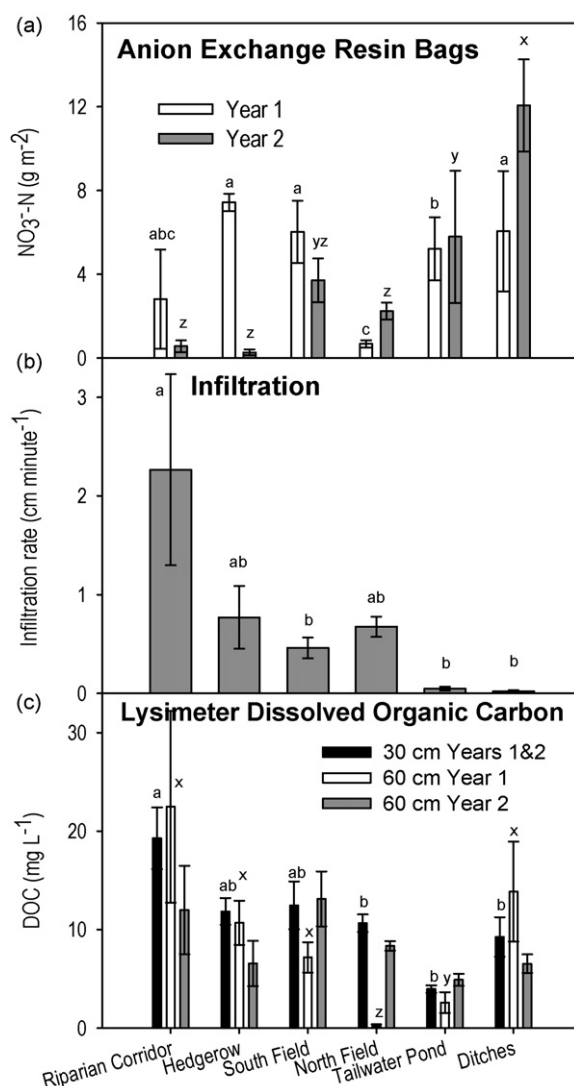 (a)
Anion Exchange Resin Bags
Year 1
Year 2
NO₃⁻-N (g m⁻²)
16
12
8
4
0
abc
z
a
z
a
yz
c
z
b
y
a
x
(b)
Infiltration
Infiltration rate (cm minute⁻¹)
3
2
1
0
a
ab
b
ab
b
b
(c)
Lysimeter Dissolved Organic Carbon
30 cm Years 1&2
60 cm Year 1
60 cm Year 2
DOC (mg L⁻¹)
30
20
10
0
a
x
ab
x
ab
x
b
z
b
y
b
x
Riparian Corridor
Hedgerow
South Field
North Field
Tailwater Pond
Ditches